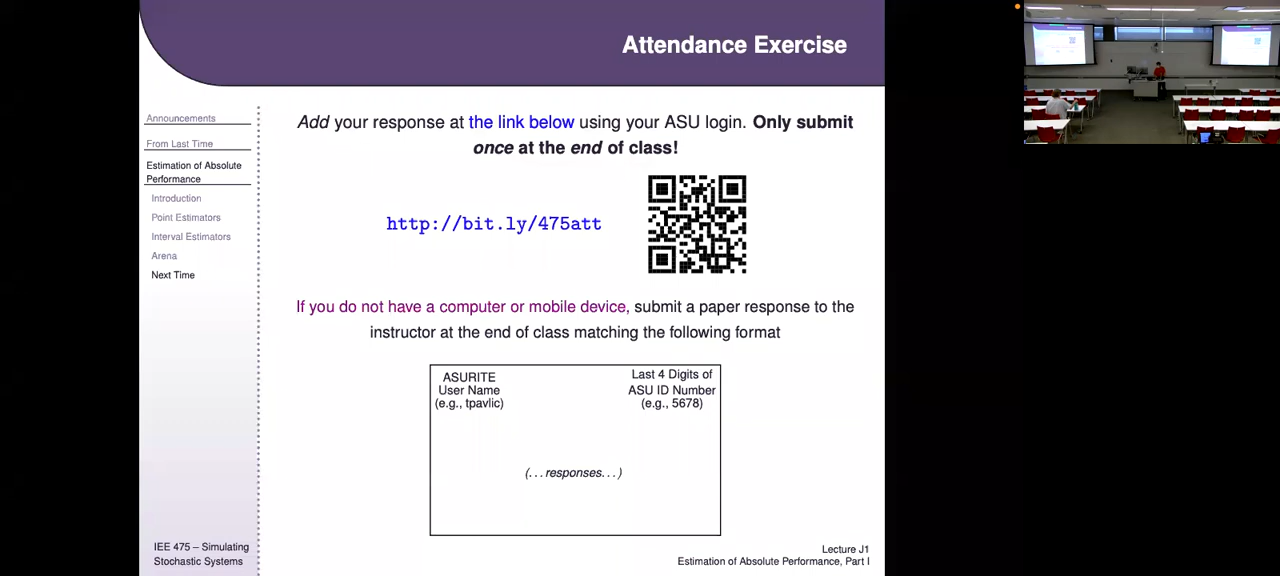 Attendance Exercise
Announcements
From Last Time
Estimation of Absolute
Performance
Introduction
Point Estimators
Interval Estimators
Arena
Next Time
Add your response at the link below using your ASU login. Only submit
once at the end of class!
http://bit.ly/475att
If you do not have a computer or mobile device, submit a paper response to the
instructor at the end of class matching the following format
ASURITE
User Name
(e.g., tpavlic)
Last 4 Digits of
ASU ID Number
(e.g., 5678)
(...responses...)
IEE 475 – Simulating
Stochastic Systems
Lecture J1
Estimation of Absolute Performance, Part I